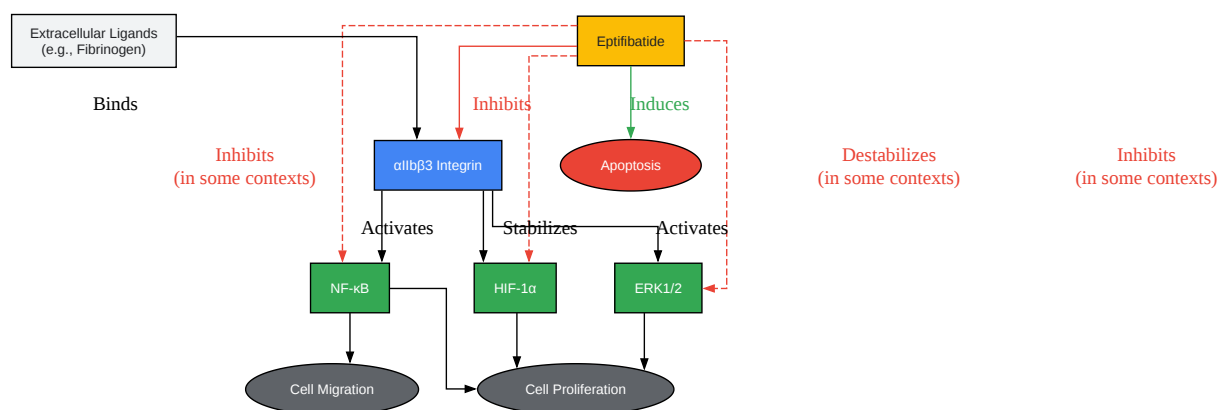 Extracellular Ligands
(e.g., Fibrinogen)
Eptifibatide
Binds
Inhibits
Induces
Inhibits
(in some contexts)
αIIbβ3 Integrin
Apoptosis
Destabilizes
(in some contexts)
Inhibits
(in some contexts)
Activates
Stabilizes
Activates
NF-κB
HIF-1α
ERK1/2
Cell Migration
Cell Proliferation